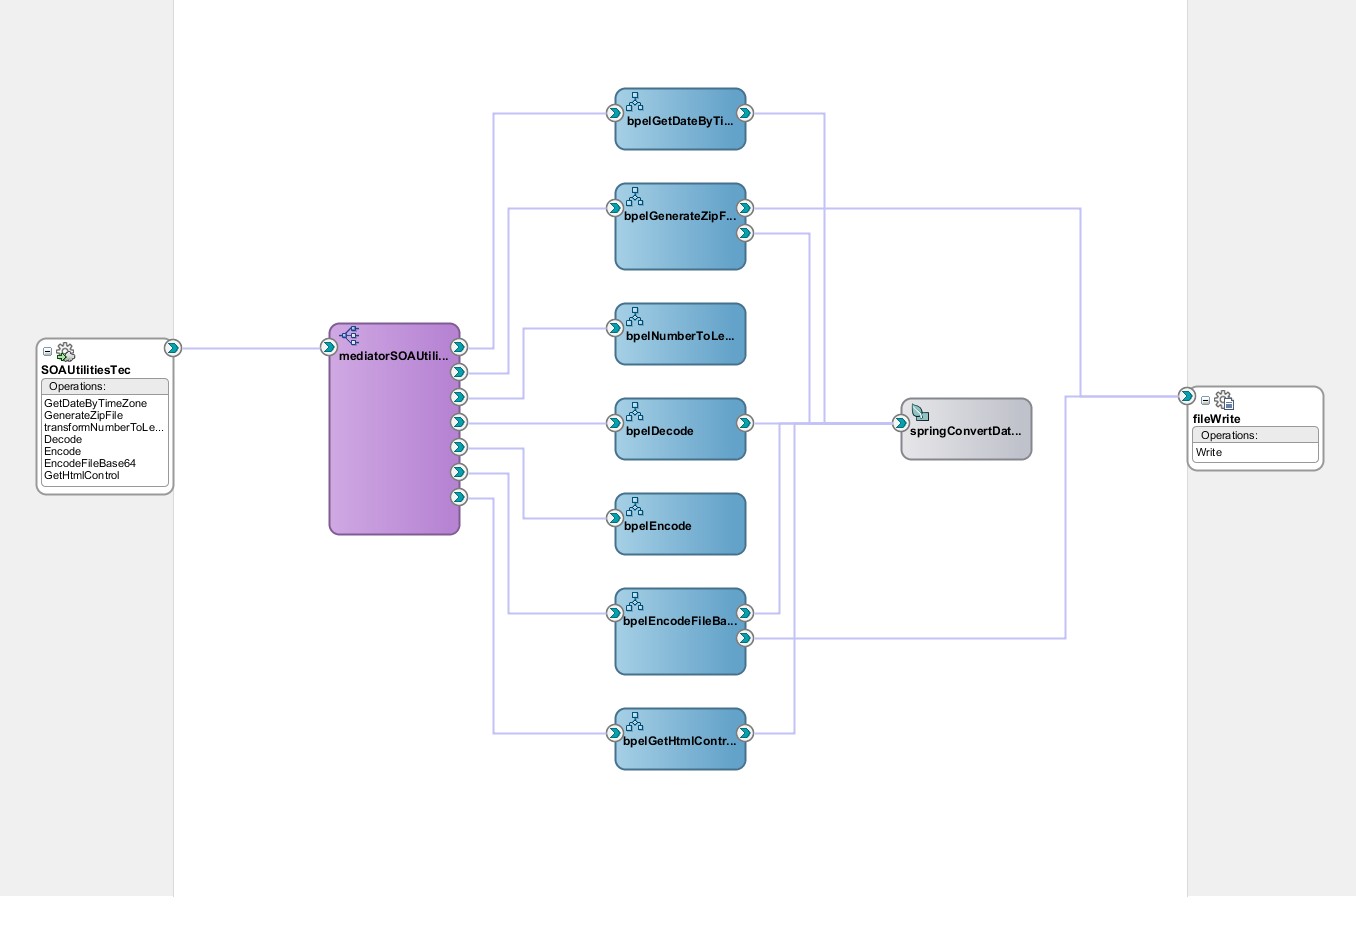 SOAUtilitiesTec
Operations:
GetDateByTimeZone
GenerateZipFile
transformNumberToLe...
Decode
Encode
EncodeFileBase64
GetHtmlControl
mediatorSOAUtili...
bpelGetDateByTi...
bpelGenerateZipF...
bpelNumberToLe...
bpelDecode
bpelEncode
bpelEncodeFileBa...
bpelGetHtmlContr...
springConvertDat...
fileWrite
Operations:
Write